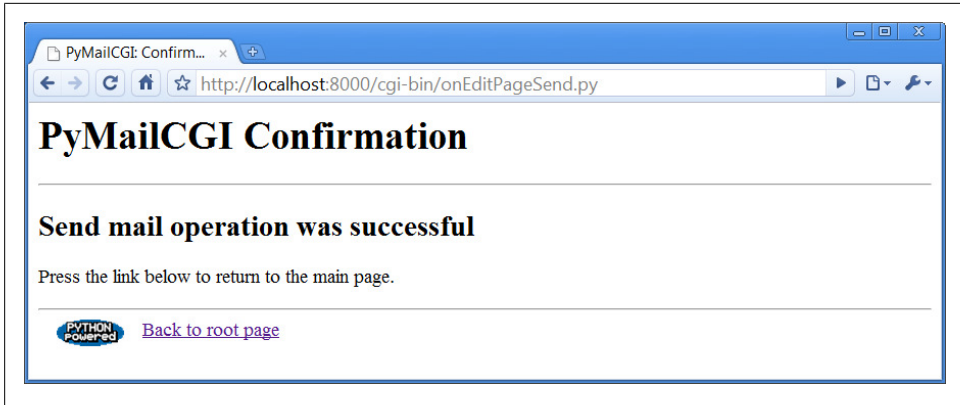 PyMailCGI: Confirm...
http://localhost:8000/cgi-bin/onEditPageSend.py
PyMailCGI Confirmation
Send mail operation was successful
Press the link below to return to the main page.
PYTHON
Powered
Back to root page